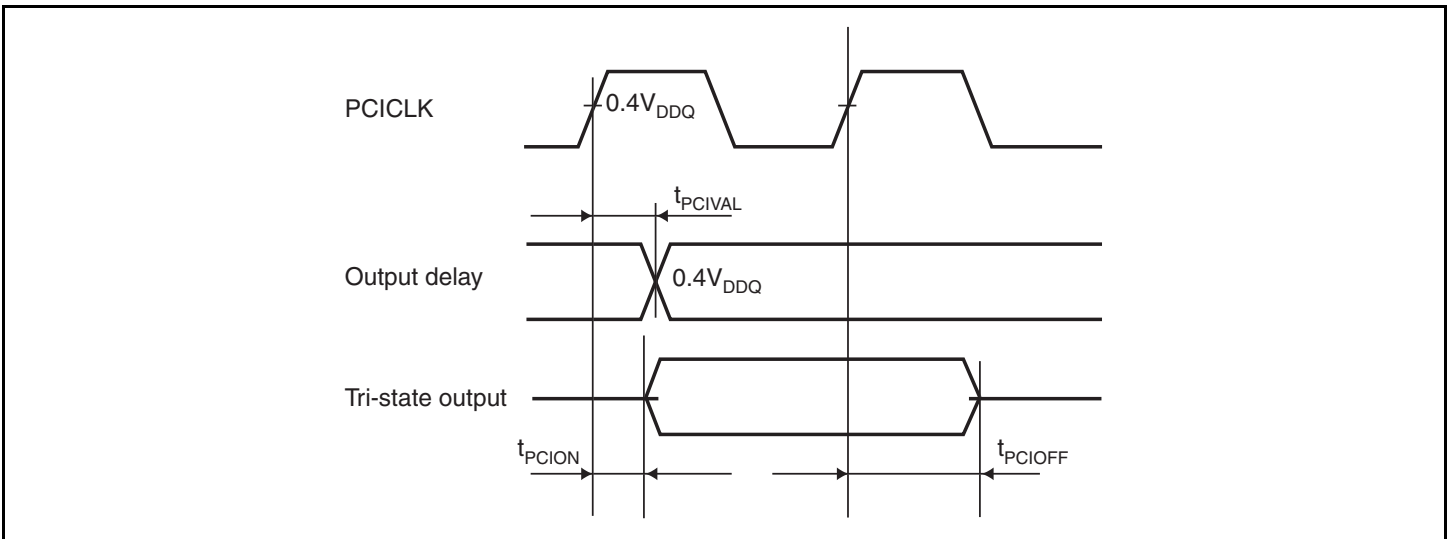 PCICLK
0.4VDDQ
tPCIVAL
Output delay
0.4VDDQ
Tri-state output
tPCION
tPCIOFF